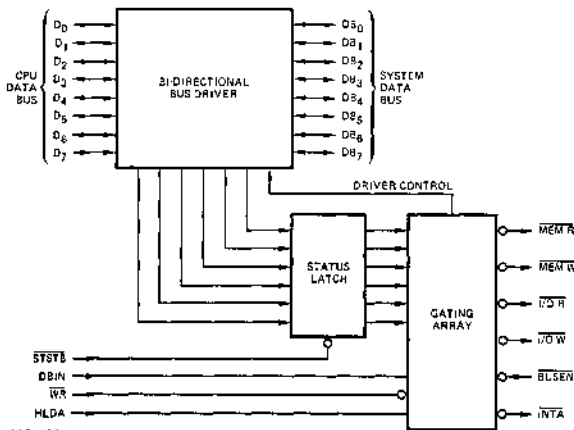 D0
D1
D2
D3
D4
D5
D6
D7
CPU
DATA
BUS
BI-DIRECTIONAL
BUS DRIVER
DB0
DB1
DB2
DB3
DB4
DB5
DB6
DB7
SYSTEM
DATA
BUS
DRIVER CONTROL
STATUS
LATCH
GATING
ARRAY
MEM R
MEM W
I/O R
I/O W
BUSEN
INTA
STSTB
DBIN
WR
HLDA